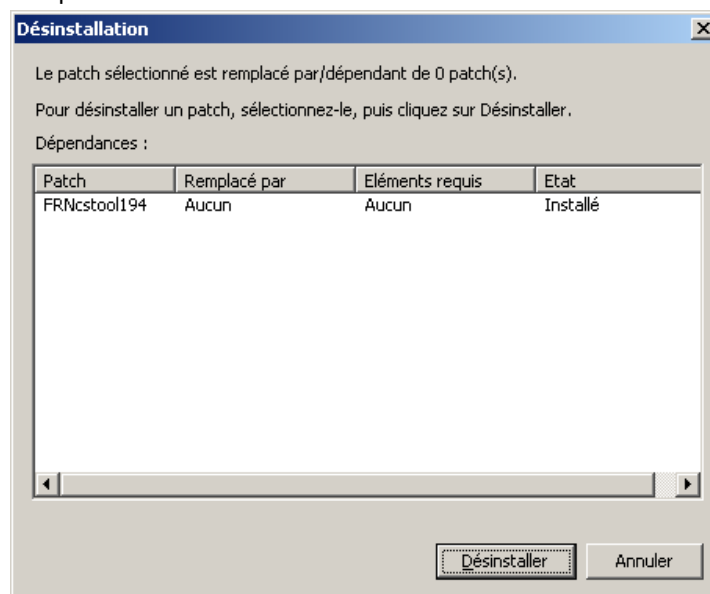 Désinstallation
Le patch sélectionné est remplacé par/dépendant de 0 patch(s).
Pour désinstaller un patch, sélectionnez-le, puis cliquez sur Désinstaller.
Dépendances :
Patch Remplacé par Eléments requis Etat
FRNcstool194 Aucun Aucun Installé
Désinstaller Annuler